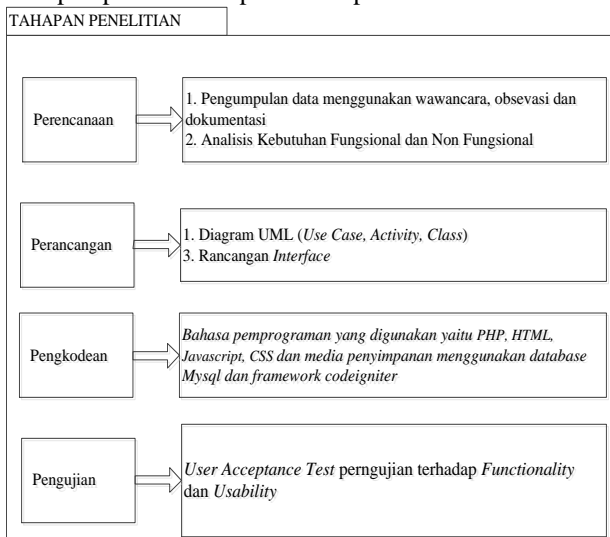 TAHAPAN PENELITIAN
Perencanaan
1. Pengumpulan data menggunakan wawancara, obsevasi dan
dokumentasi
2. Analisis Kebutuhan Fungsional dan Non Fungsional
Perancangan
1. Diagram UML (Use Case, Activity, Class)
3. Rancangan Interface
Pengkodean
Bahasa pemprograman yang digunakan yaitu PHP, HTML,
Javascript, CSS dan media penyimpanan menggunakan database
Mysql dan framework codeigniter
Pengujian
User Acceptance Test perngujian terhadap Functionality
dan Usability